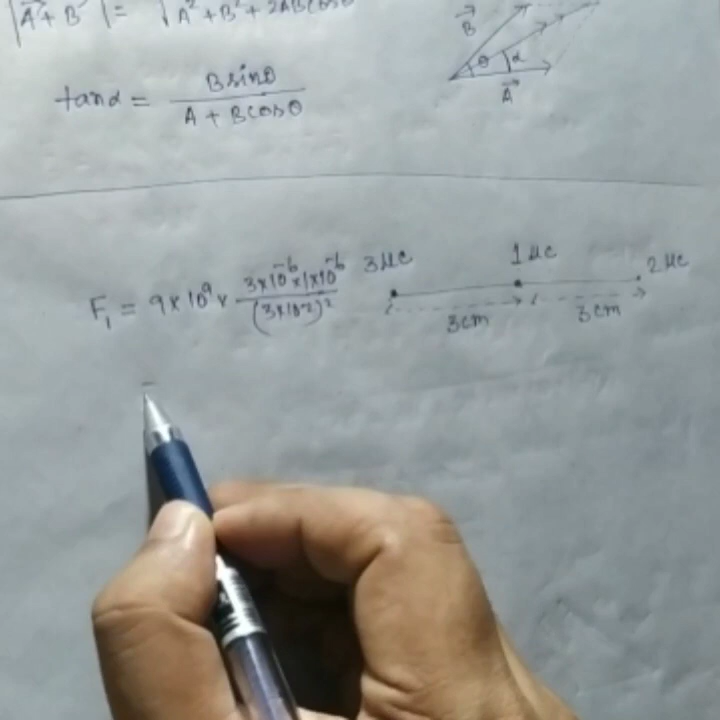 |A⃗ + B⃗| = √A² + B² + 2ABcosθ
B⃗
θ α
A⃗
tanα = Bsinθ / A + Bcosθ
3μc 1μc 2μc
F₁ = 9×10⁹ × 3×10⁻⁶×1×10⁻⁶ / (3×10⁻²)²
3cm 3cm